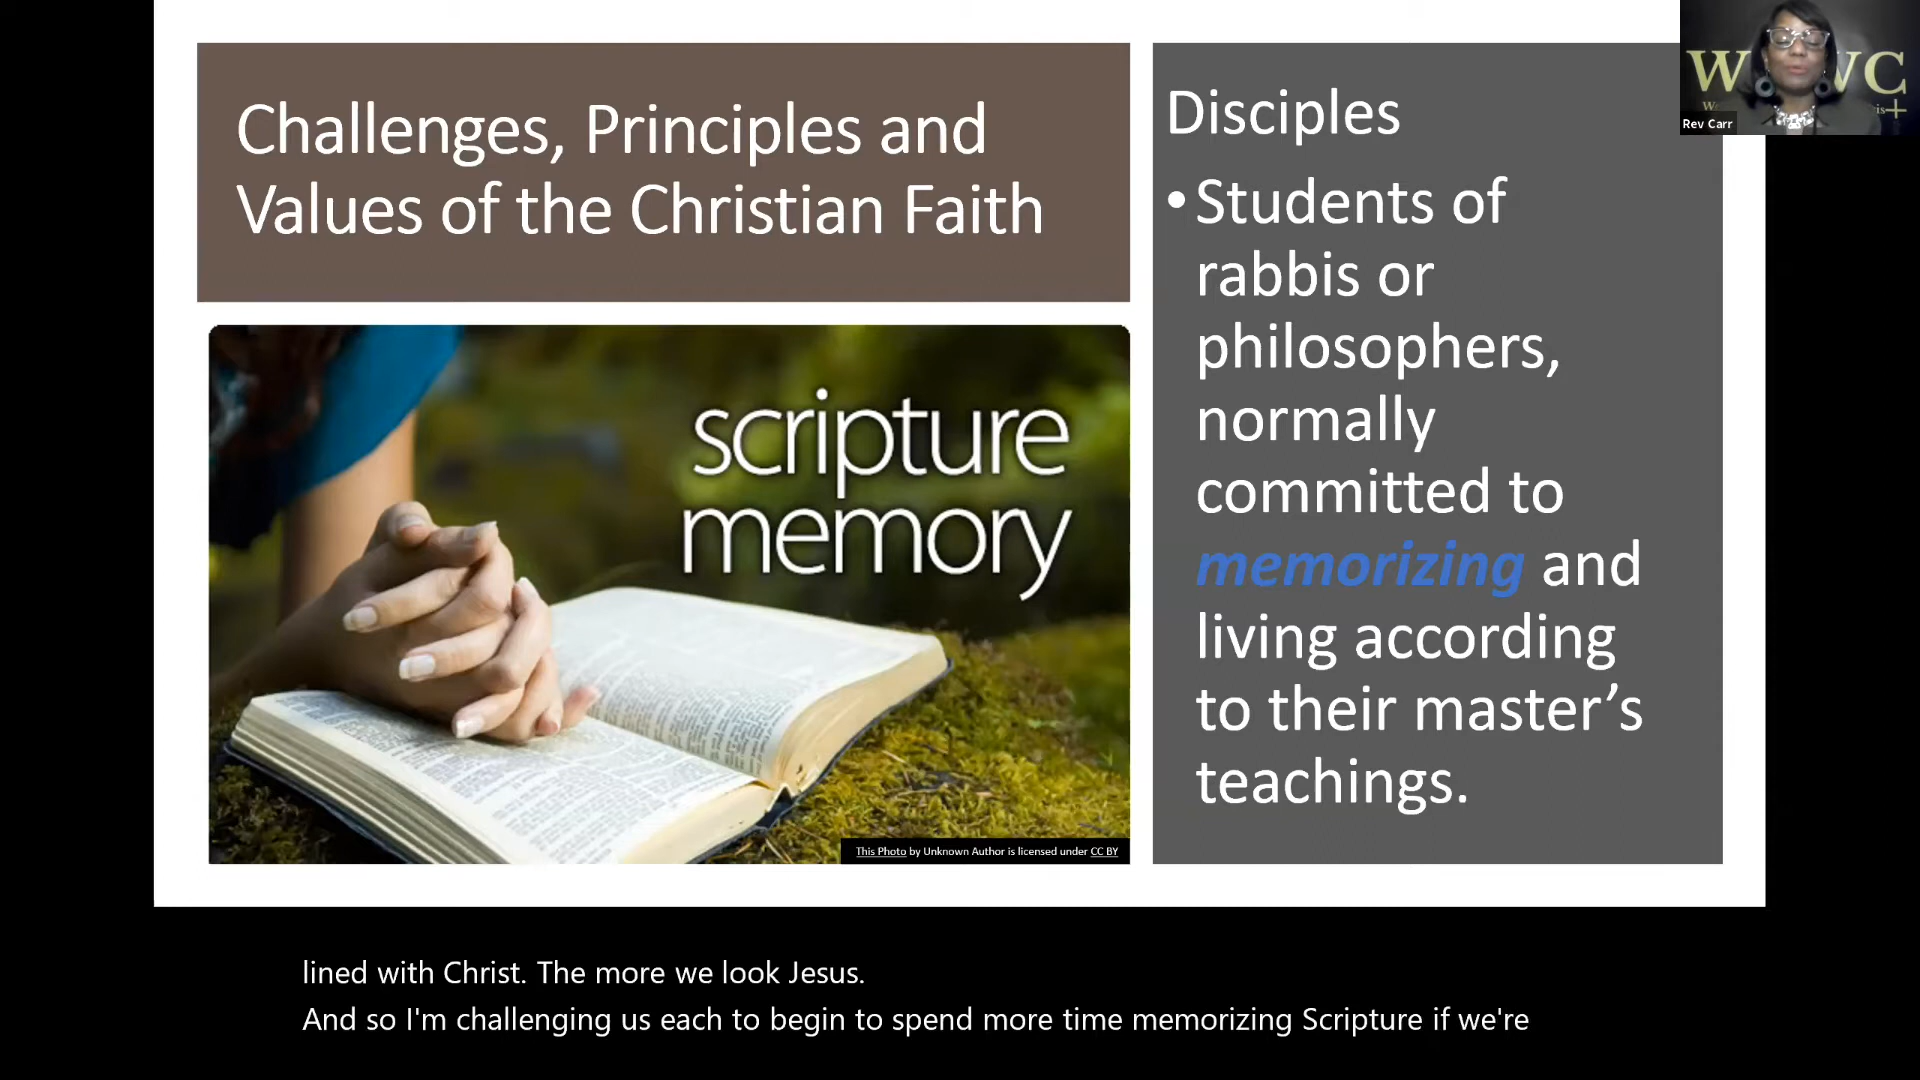 Challenges, Principles and
Values of the Christian Faith
scripture
memory
This Photo by Unknown Author is licensed under CC BY
Disciples
•Students of
rabbis or
philosophers,
normally
committed to
memorizing and
living according
to their master’s
teachings.
Rev Carr
lined with Christ. The more we look Jesus.
And so I'm challenging us each to begin to spend more time memorizing Scripture if we're